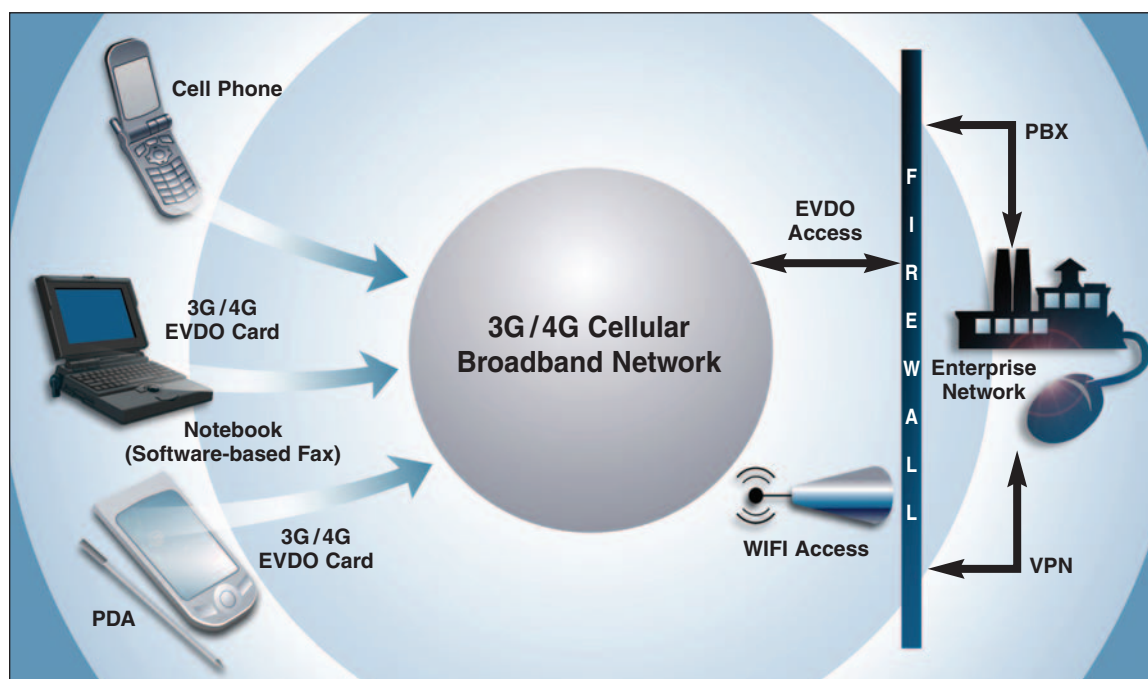 Cell Phone
3G/4G
EVDO Card
Notebook
(Software-based Fax)
3G/4G
EVDO Card
PDA
3G/4G Cellular
Broadband Network
EVDO
Access
WIFI Access
FIREWALL
PBX
Enterprise
Network
VPN